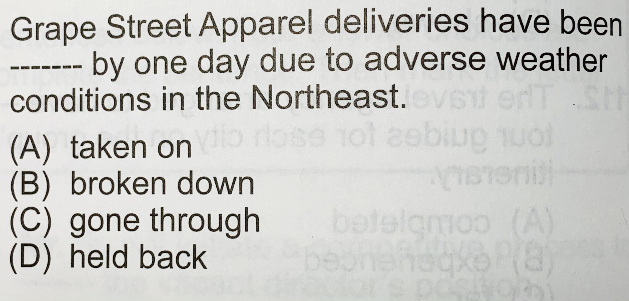 Grape Street Apparel deliveries have been
------- by one day due to adverse weather
conditions in the Northeast.
(A) taken on
(B) broken down
(C) gone through
(D) held back